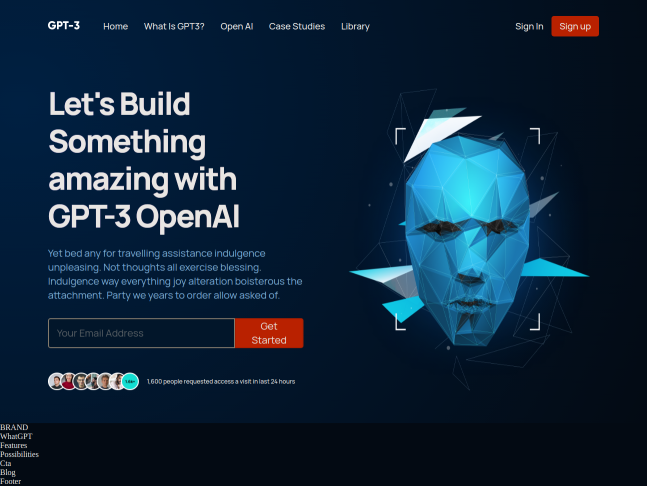 GPT-3
Home
What Is GPT3?
Open AI
Case Studies
Library
Sign In
Sign up
Let's Build
Something
amazing with
GPT-3 OpenAI
Yet bed any for travelling assistance indulgence
unpleasing. Not thoughts all exercise blessing.
Indulgence way everything joy alteration boisterous the
attachment. Party we years to order allow asked of.
Your Email Address
Get
Started
1,600 people requested access a visit in last 24 hours
BRAND
WhatGPT
Features
Possibilities
Cta
Blog
Footer